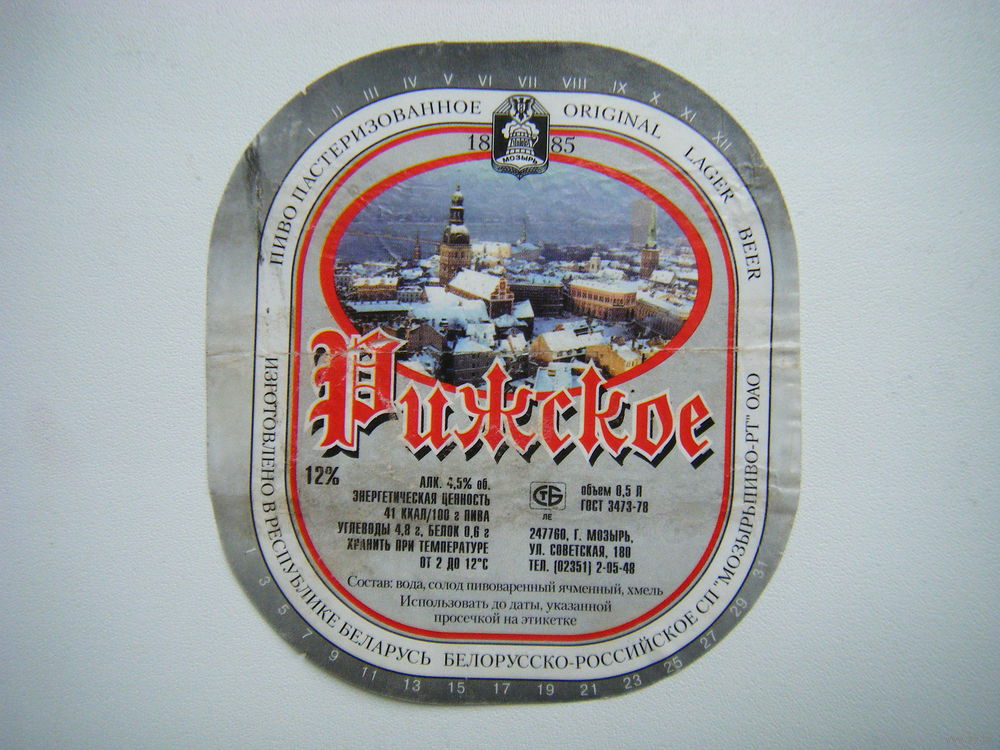 I II III IV V VI VII VIII IX X XI XII
ПИВО ПАСТЕРИЗОВАННОЕ ORIGINAL LAGER BEER
18 85
МОЗЫРЬ
Рижское
12%
АЛК. 4,5% об.
ЭНЕРГЕТИЧЕСКАЯ ЦЕННОСТЬ
41 ККАЛ/100 г ПИВА
УГЛЕВОДЫ 4,8 г, БЕЛОК 0,6 г
ХРАНИТЬ ПРИ ТЕМПЕРАТУРЕ
ОТ 2 ДО 12°С
СТБ
ЛЕ
объем 0,5 Л
ГОСТ 3473-78
247760, Г. МОЗЫРЬ,
УЛ. СОВЕТСКАЯ, 180
ТЕЛ. (02351) 2-05-48
Состав: вода, солод пивоваренный ячменный, хмель
Использовать до даты, указанной
просечкой на этикетке
ИЗГОТОВЛЕНО В РЕСПУБЛИКЕ БЕЛАРУСЬ БЕЛОРУССКО-РОССИЙСКОЕ СП "МОЗЫРЬПИВО-РТ" ОАО
1 3 5 7 9 11 13 15 17 19 21 23 25 27 29 31